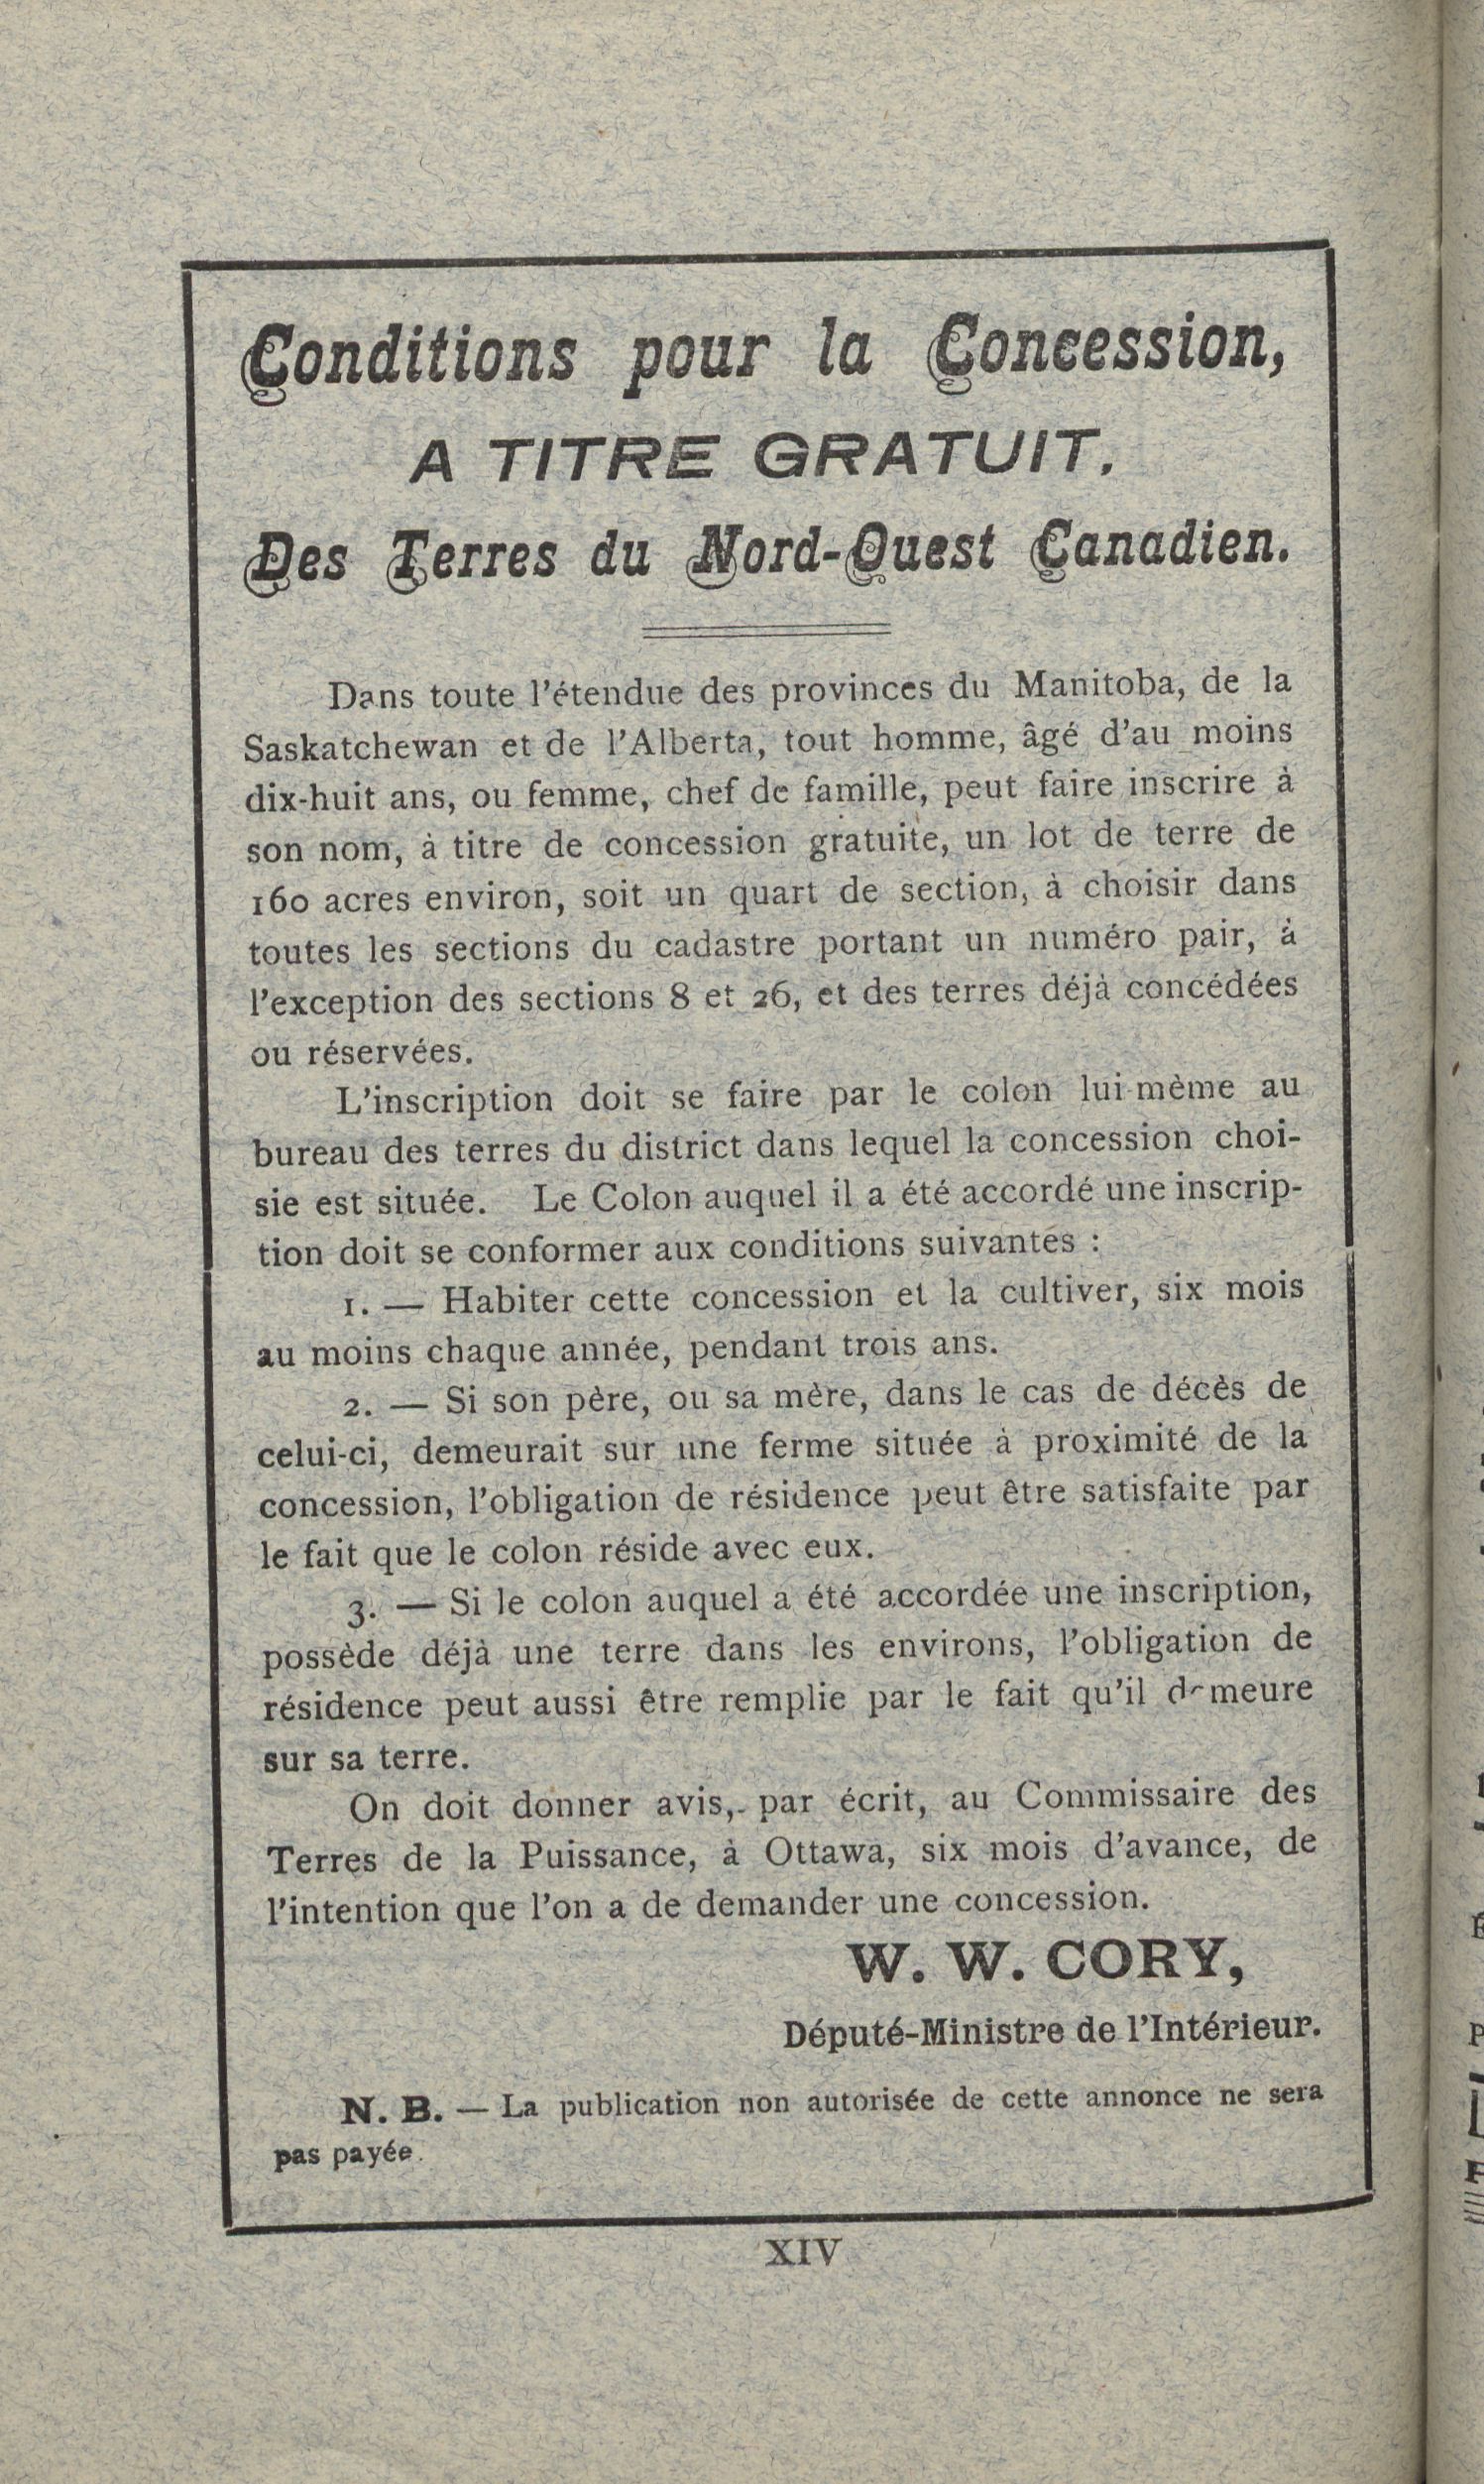 Conditions pour la Concession,
A TITRE GRATUIT.
Des Terres du Nord-Ouest Canadien.
Dans toute l'étendue des provinces du Manitoba, de la
Saskatchewan et de l'Alberta, tout homme, âgé d'au moins
dix-huit ans, ou femme, chef de famille, peut faire inscrire à
son nom, à titre de concession gratuite, un lot de terre de
160 acres environ, soit un quart de section, à choisir dans
toutes les sections du cadastre portant un numéro pair, à
l'exception des sections 8 et 26, et des terres déjà concédées
ou réservées.
L'inscription doit se faire par le colon lui-même au
bureau des terres du district dans lequel la concession choi-
sie est située. Le Colon auquel il a été accordé une inscrip-
tion doit se conformer aux conditions suivantes :
1. — Habiter cette concession et la cultiver, six mois
au moins chaque année, pendant trois ans.
2. — Si son père, ou sa mère, dans le cas de décès de
celui-ci, demeurait sur une ferme située à proximité de la
concession, l'obligation de résidence peut être satisfaite par
le fait que le colon réside avec eux.
3. — Si le colon auquel a été accordée une inscription,
possède déjà une terre dans les environs, l'obligation de
résidence peut aussi être remplie par le fait qu'il demeure
sur sa terre.
On doit donner avis, par écrit, au Commissaire des
Terres de la Puissance, à Ottawa, six mois d'avance, de
l'intention que l'on a de demander une concession.
W. W. CORY,
Député-Ministre de l'Intérieur.
N. B. — La publication non autorisée de cette annonce ne sera
pas payée.
XIV